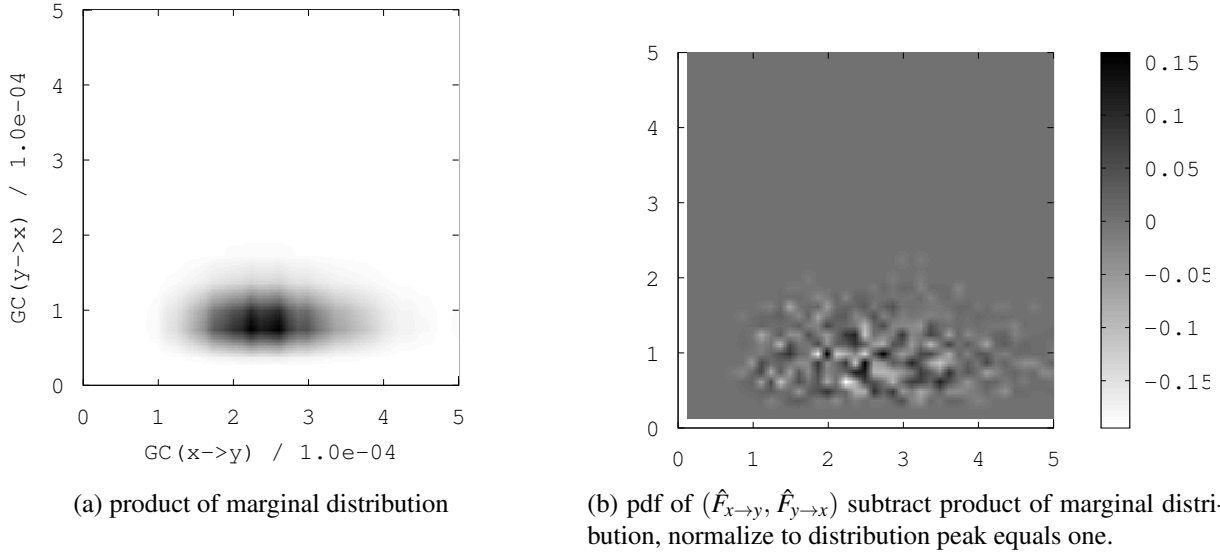 5
4
3
2
1
0
0 1 2 3 4 5
GC(y->x) / 1.0e-04
GC(x->y) / 1.0e-04
(a) product of marginal distribution
5
4
3
2
1
0
0 1 2 3 4 5
0.15
0.1
0.05
0
-0.05
-0.1
-0.15
(b) pdf of (F̂x→y, F̂y→x) subtract product of marginal distri-
bution, normalize to distribution peak equals one.